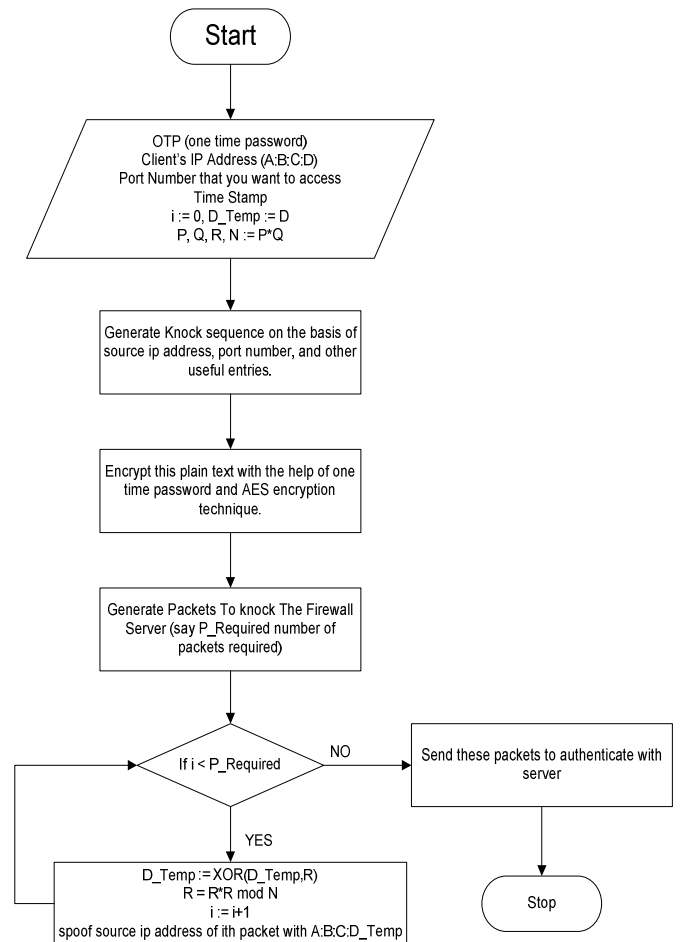 Start
OTP (one time password)
Client's IP Address (A:B:C:D)
Port Number that you want to access
Time Stamp
i := 0, D_Temp := D
P, Q, R, N := P*Q
Generate Knock sequence on the basis of
source ip address, port number, and other
useful entries.
Encrypt this plain text with the help of one
time password and AES encryption
technique.
Generate Packets To knock The Firewall
Server (say P_Required number of
packets required)
If i < P_Required
NO
Send these packets to authenticate with
server
YES
D_Temp := XOR(D_Temp,R)
R = R*R mod N
i := i+1
spoof source ip address of ith packet with A:B:C:D_Temp
Stop